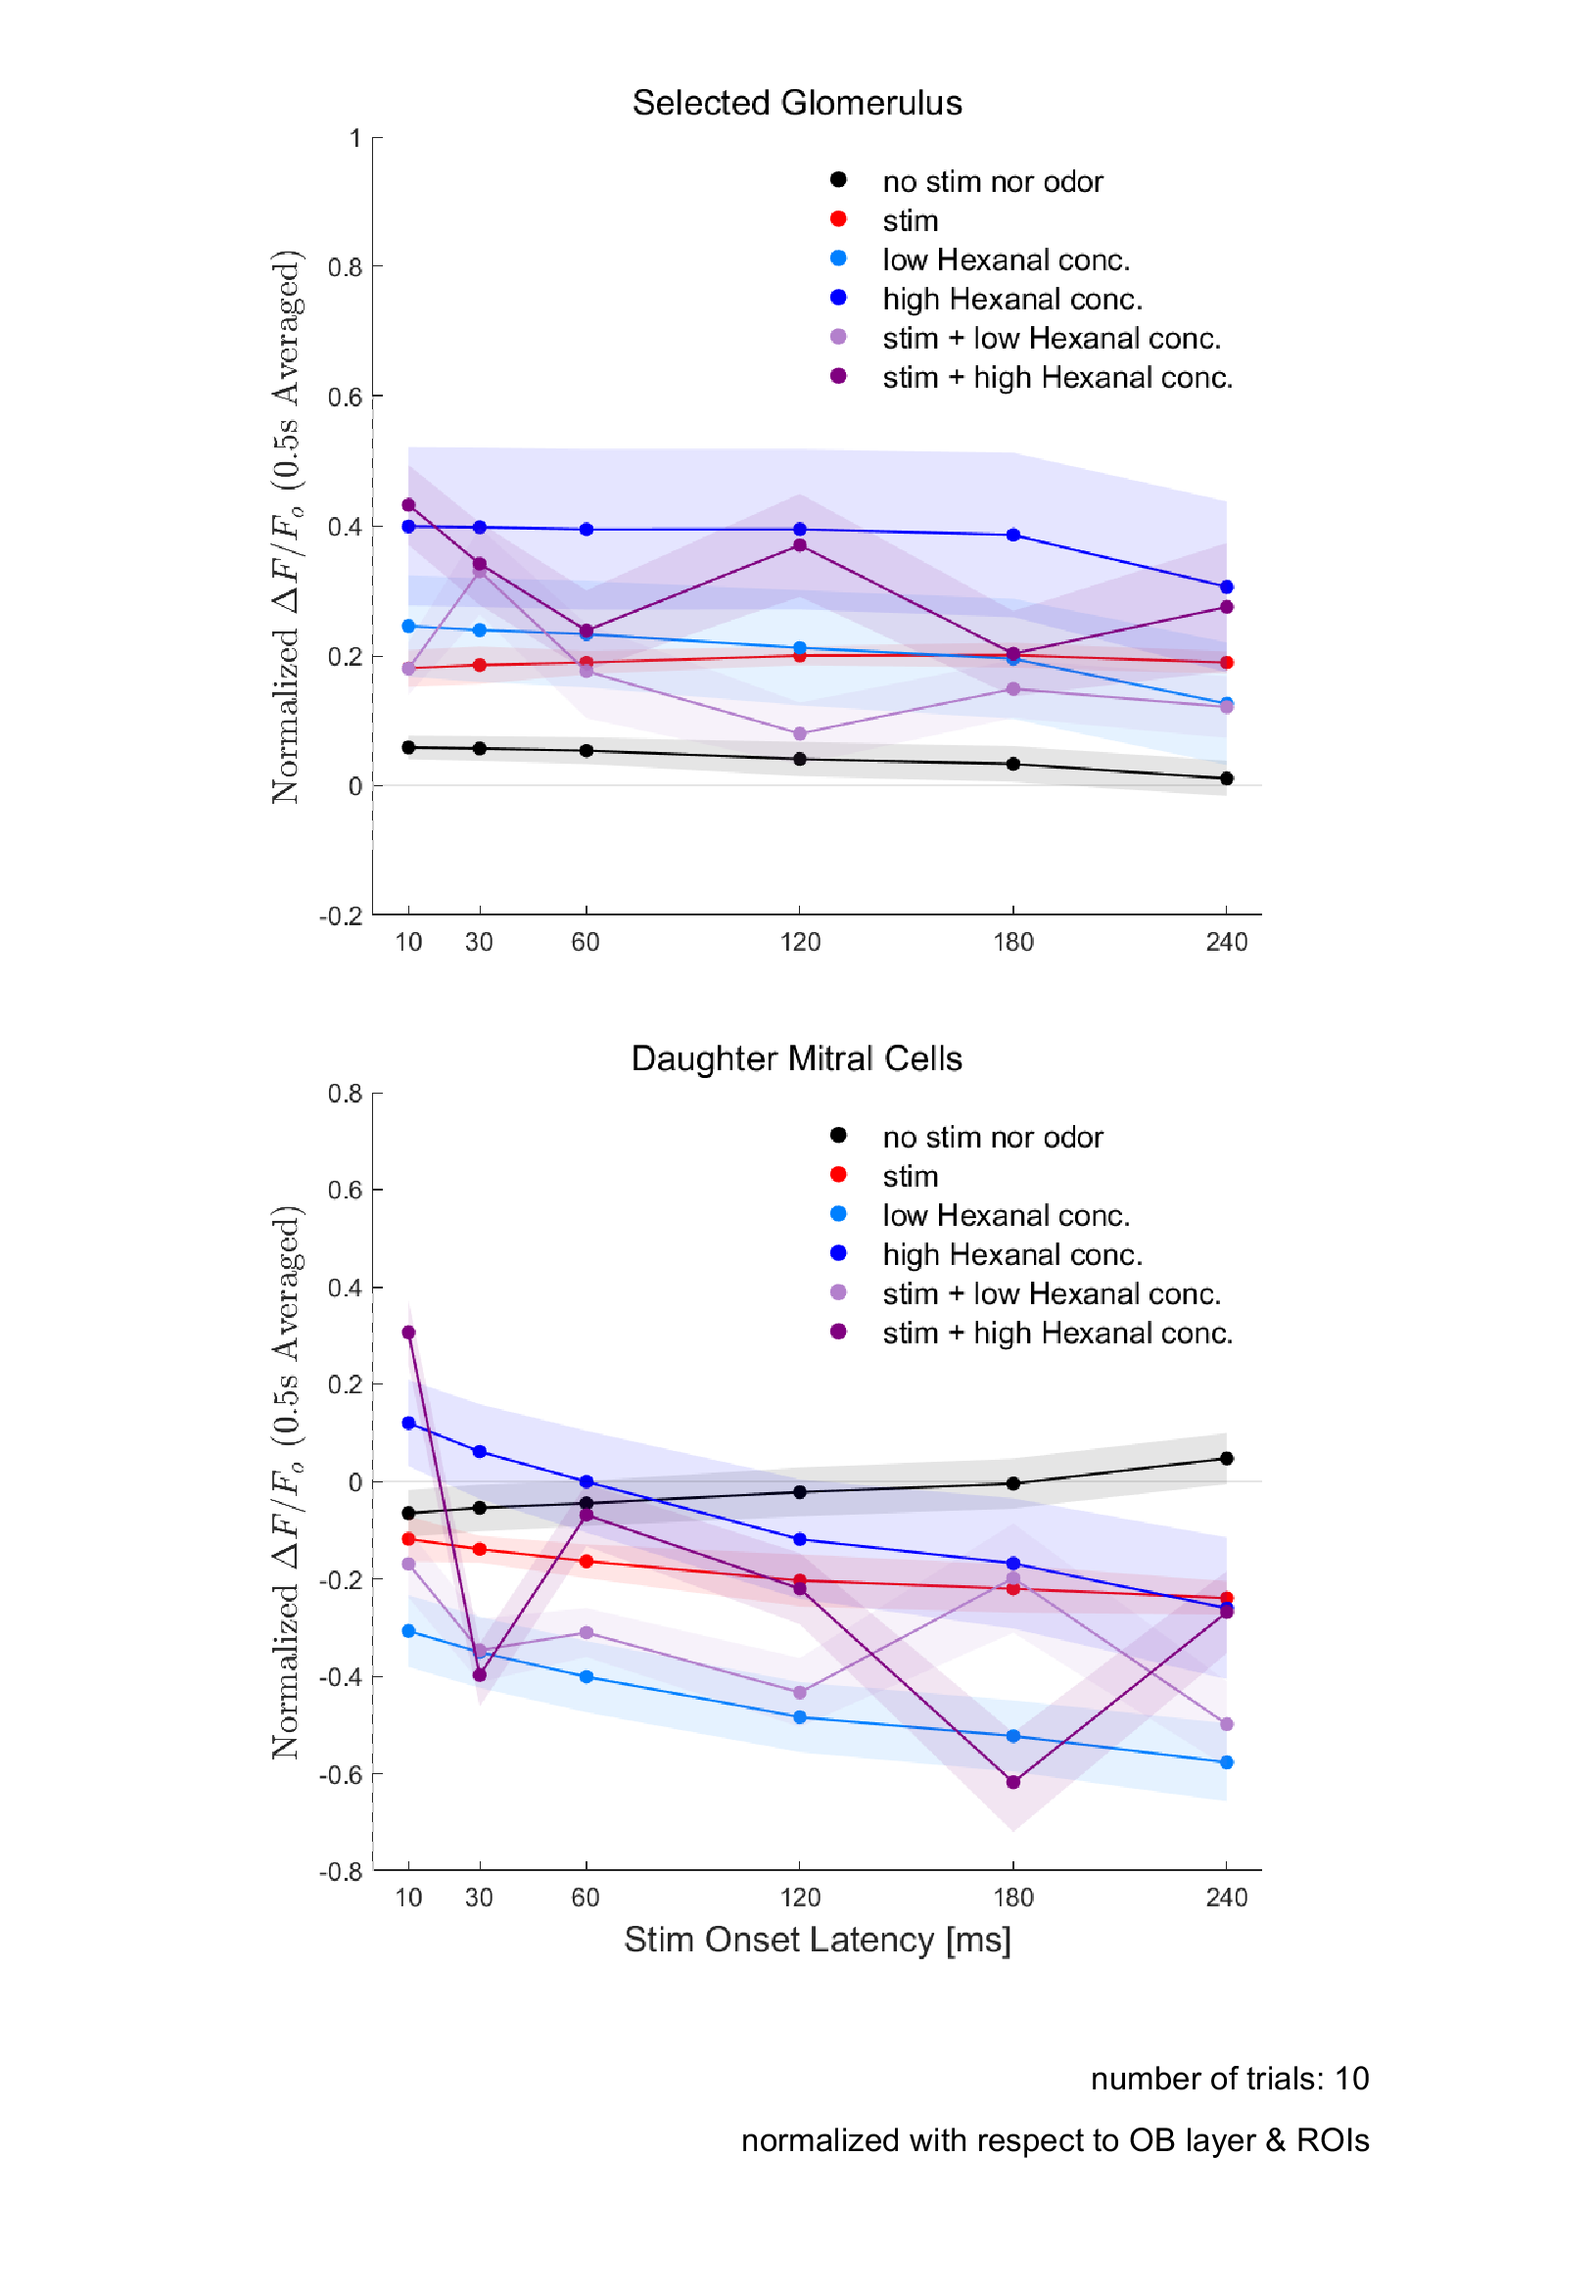 Selected Glomerulus
1
0.8
0.6
0.4
0.2
0
-0.2
Normalized ΔF/Fₒ (0.5s Averaged)
no stim nor odor
stim
low Hexanal conc.
high Hexanal conc.
stim + low Hexanal conc.
stim + high Hexanal conc.
10 30 60 120 180 240
Daughter Mitral Cells
0.8
0.6
0.4
0.2
0
-0.2
-0.4
-0.6
-0.8
Normalized ΔF/Fₒ (0.5s Averaged)
no stim nor odor
stim
low Hexanal conc.
high Hexanal conc.
stim + low Hexanal conc.
stim + high Hexanal conc.
10 30 60 120 180 240
Stim Onset Latency [ms]
number of trials: 10
normalized with respect to OB layer & ROIs